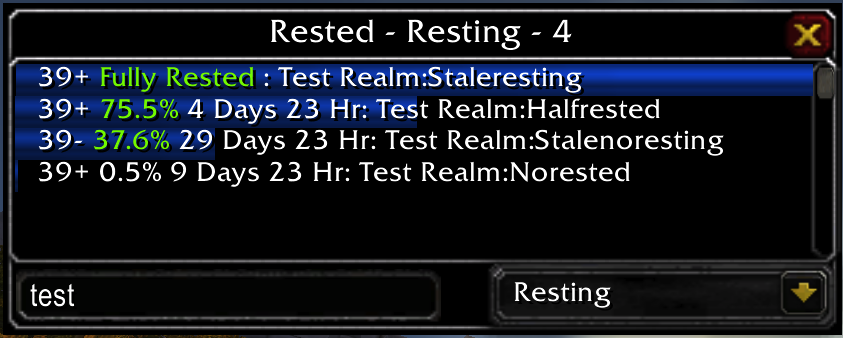 Rested - Resting - 4
39+ Fully Rested : Test Realm:Staleresting
39+ 75.5% 4 Days 23 Hr: Test Realm:Halfrested
39- 37.6% 29 Days 23 Hr: Test Realm:Stalenoresting
39+ 0.5% 9 Days 23 Hr: Test Realm:Norested
test
Resting